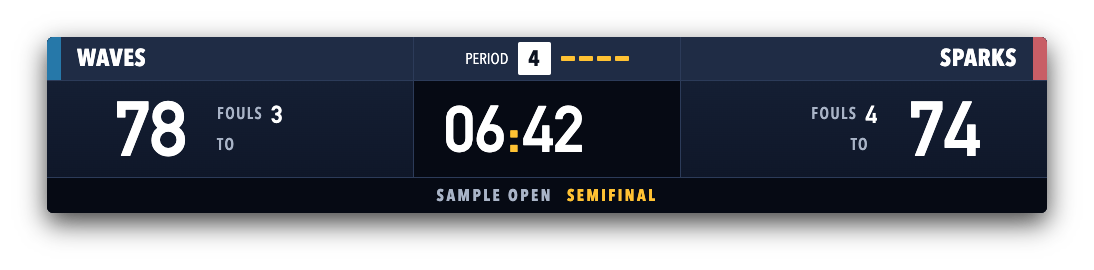 WAVES PERIOD 4 SPARKS
78 FOULS 3 06:42 FOULS 4 74
TO TO
SAMPLE OPEN SEMIFINAL